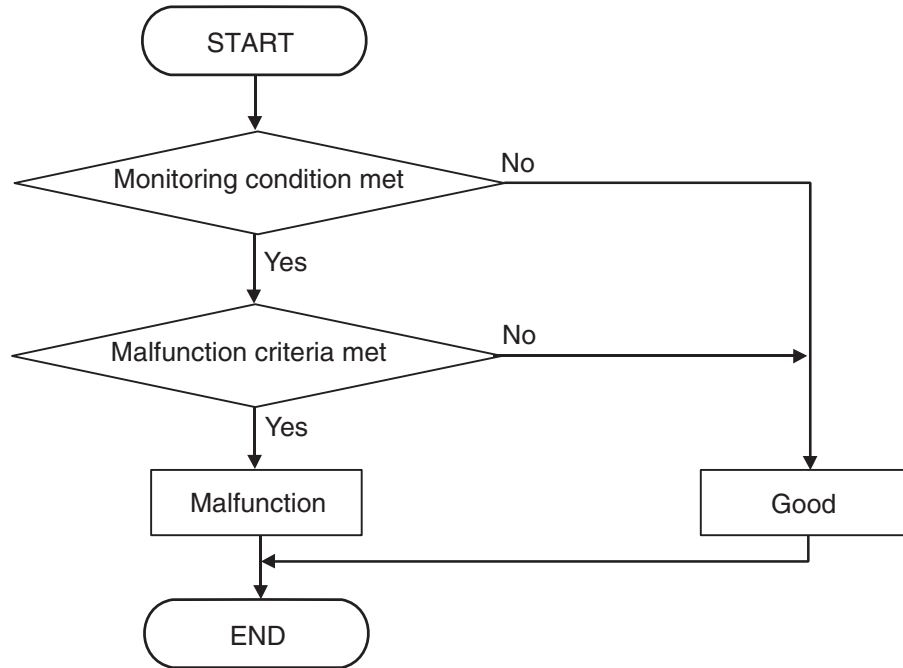 START
Monitoring condition met
No
Yes
Malfunction criteria met
No
Yes
Malfunction
Good
END